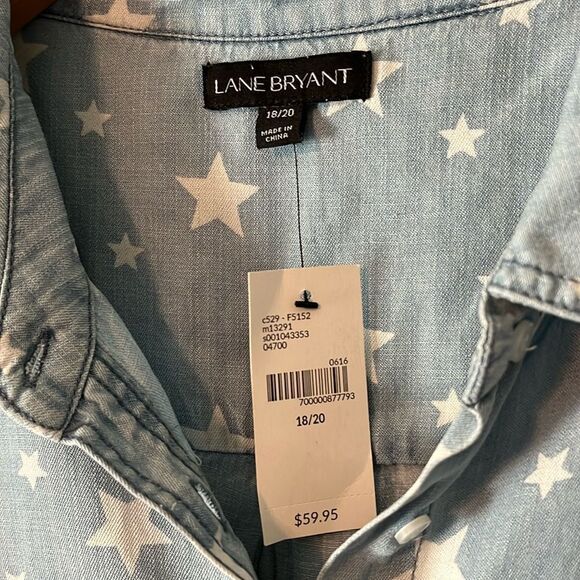 LANE BRYANT
18/20
MADE IN
CHINA
c529 - F5152
m13291
s001043353
04700
0616
700000877793
18/20
$59.95